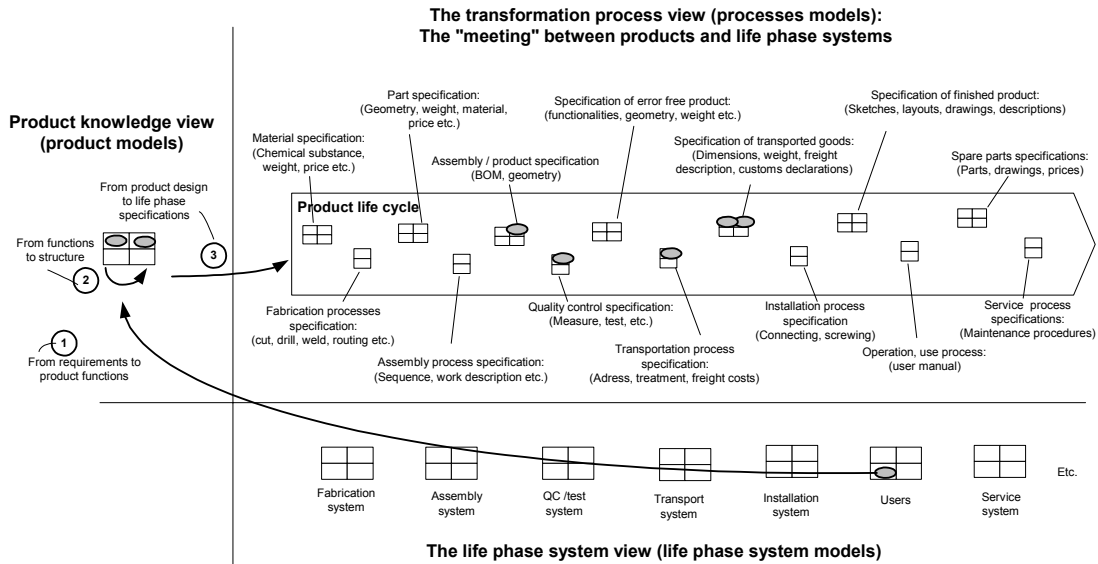 The transformation process view (processes models):
The "meeting" between products and life phase systems
Product knowledge view
(product models)
From product design
to life phase
specifications
From functions
to structure
3
2
1
From requirements to
product functions
Material specification:
(Chemical substance,
weight, price etc.)
Part specification:
(Geometry, weight, material,
price etc.)
Assembly / product specification
(BOM, geometry)
Specification of error free product:
(functionalities, geometry, weight etc.)
Specification of transported goods:
(Dimensions, weight, freight
description, customs declarations)
Specification of finished product:
(Sketches, layouts, drawings, descriptions)
Spare parts specifications:
(Parts, drawings, prices)
Product life cycle
Fabrication processes
specification:
(cut, drill, weld, routing etc.)
Assembly process specification:
(Sequence, work description etc.)
Quality control specification:
(Measure, test, etc.)
Transportation process
specification:
(Adress, treatment, freight costs)
Installation process
specification
(Connecting, screwing)
Operation, use process:
(user manual)
Service process
specifications:
(Maintenance procedures)
Fabrication
system
Assembly
system
QC /test
system
Transport
system
Installation
system
Users
Service
system
Etc.
The life phase system view (life phase system models)